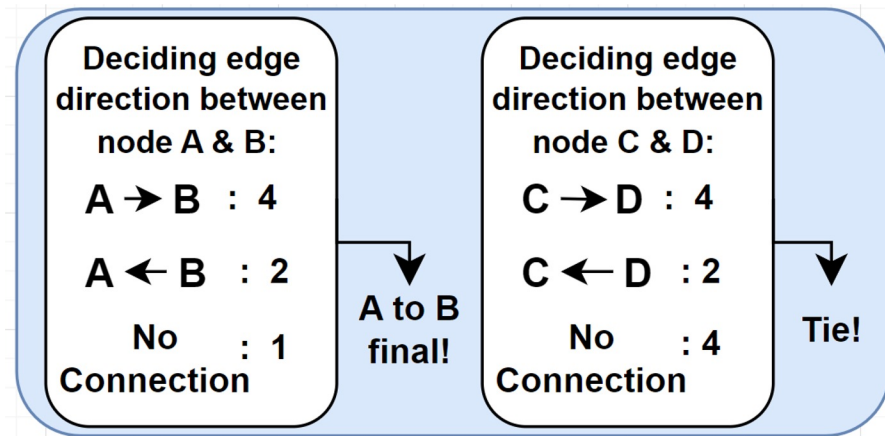 Deciding edge
direction between
node A & B:
A → B : 4
A ← B : 2
No
Connection : 1
A to B
final!
Deciding edge
direction between
node C & D:
C → D : 4
C ← D : 2
No
Connection : 4
Tie!